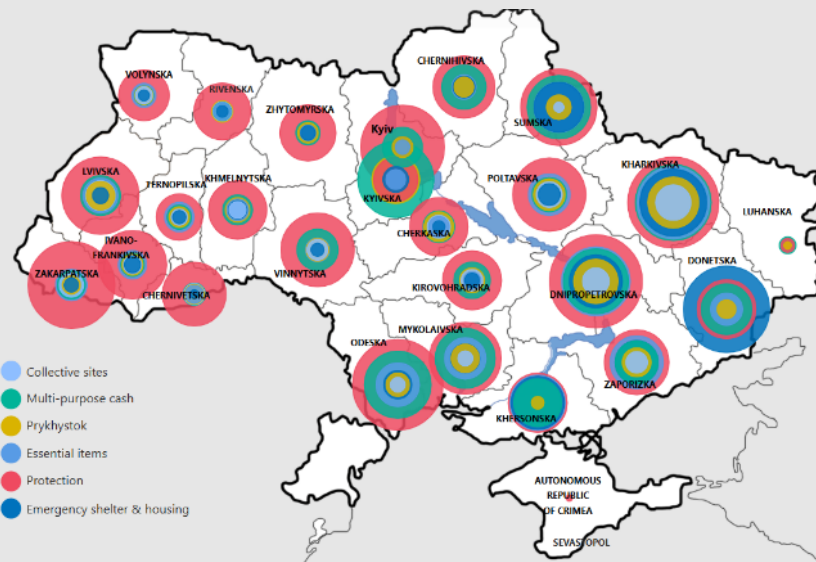 CHERNIHIVSKA
VOLYNSKA
RIVENSKA
ZHYTOMYRSKA
SUMSKA
Kyiv
KHARKIVSKA
LVIVSKA
TERNOPILSKA
KHMELNYTSKA
KYIVSKA
POLTAVSKA
LUHANSKA
CHERKASKA
IVANO-
FRANKIVSKA
ZAKARPATSKA
VINNYTSKA
DONETSKA
CHERNIVETSKA
KIROVOHRADSKA
DNIPROPETROVSKA
MYKOLAIVSKA
ODESKA
ZAPORIZKA
KHERSONSKA
AUTONOMOUS
REPUBLIC
OF CRIMEA
SEVASTOPOL
Collective sites
Multi-purpose cash
Prykhystok
Essential items
Protection
Emergency shelter & housing